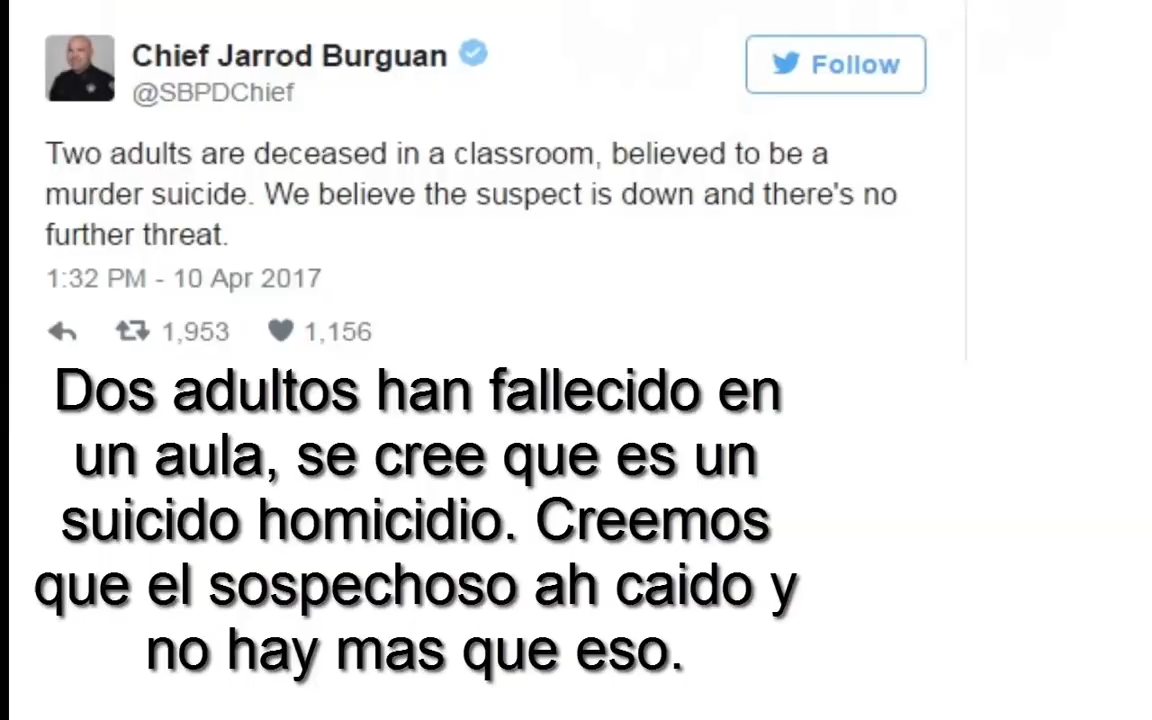 Chief Jarrod Burguan
Follow
@SBPDChief
Two adults are deceased in a classroom, believed to be a
murder suicide. We believe the suspect is down and there's no
further threat.
1:32 PM - 10 Apr 2017
1,953 1,156
Dos adultos han fallecido en
un aula, se cree que es un
suicido homicidio. Creemos
que el sospechoso ah caido y
no hay mas que eso.